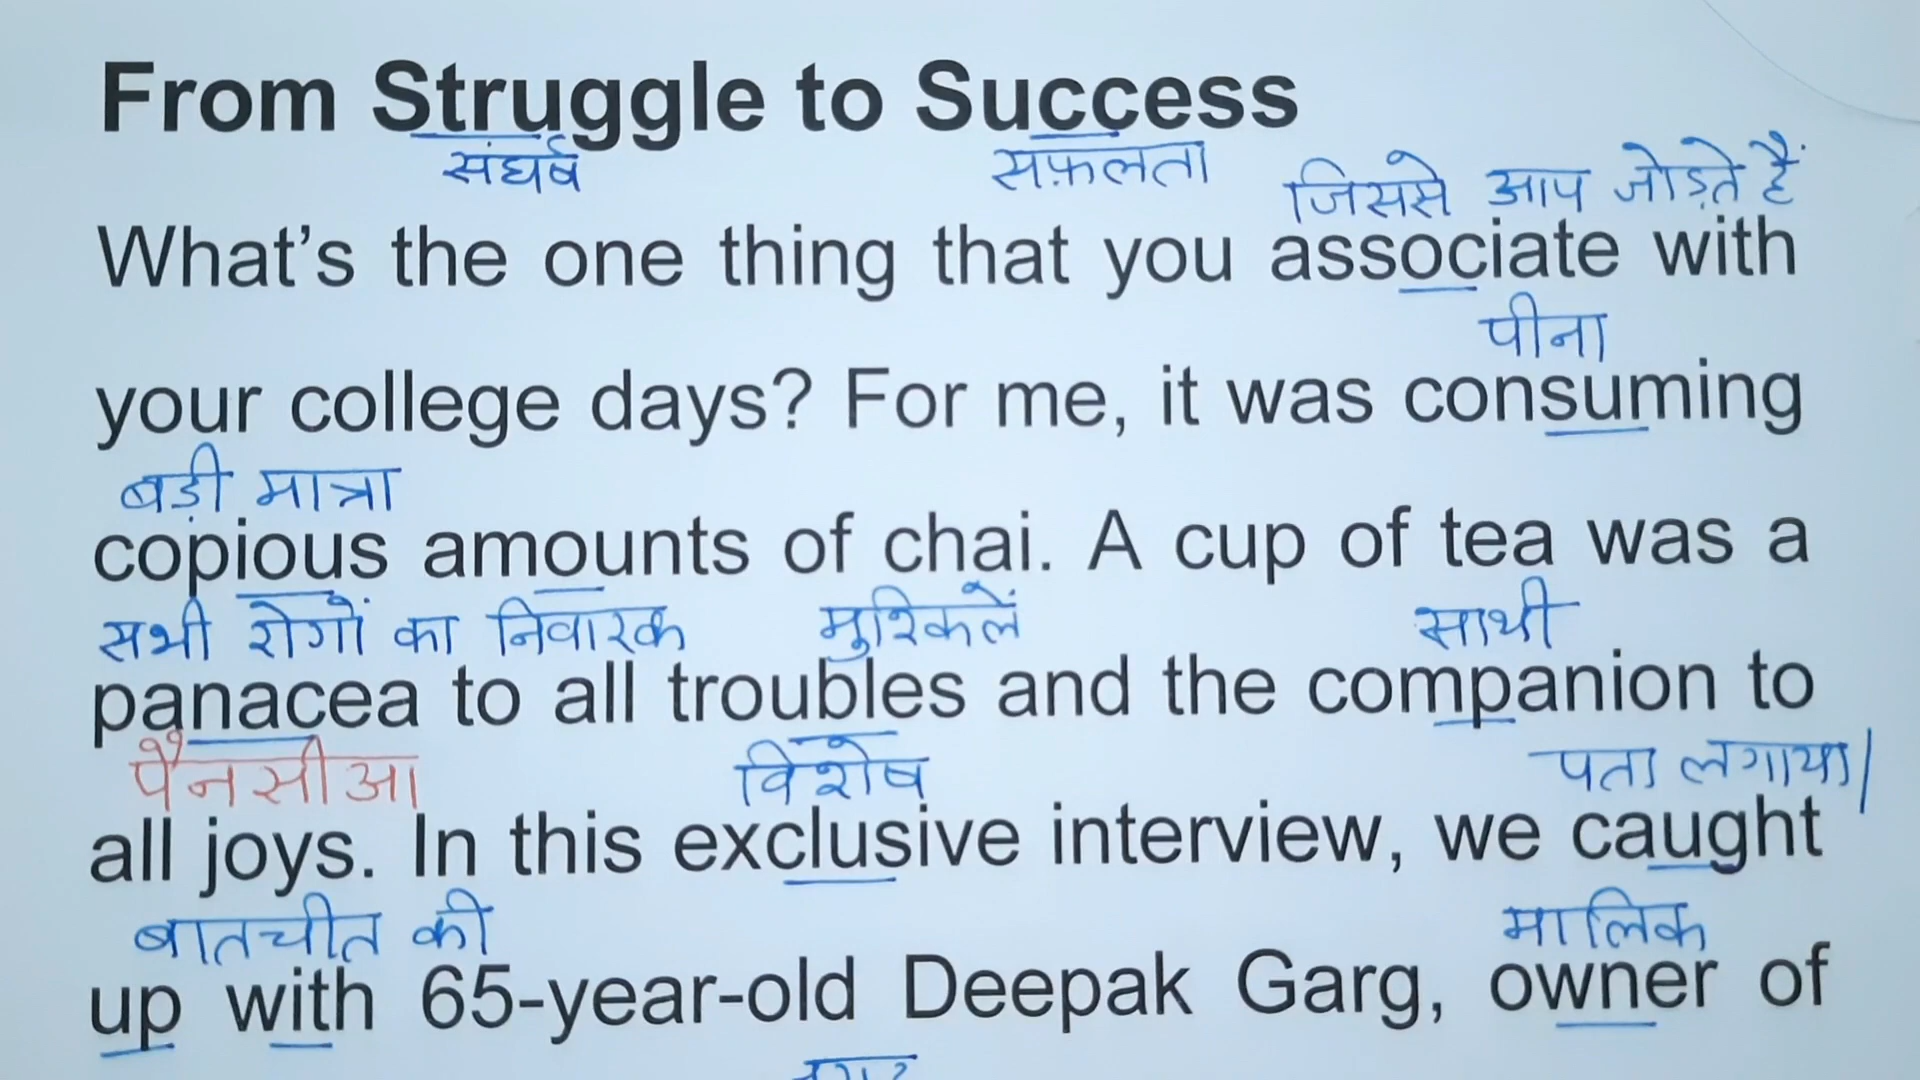 From Struggle to Success
संघर्ष सफ़लता जिससे आप जोड़ते हैं
What's the one thing that you associate with
पीना
your college days? For me, it was consuming
बड़ी मात्रा
copious amounts of chai. A cup of tea was a
सभी रोगों का निवारक मुश्किलें साथी
panacea to all troubles and the companion to
पैनसीआ विशेष पता लगाया|
all joys. In this exclusive interview, we caught
बातचीत की मालिक
up with 65-year-old Deepak Garg, owner of